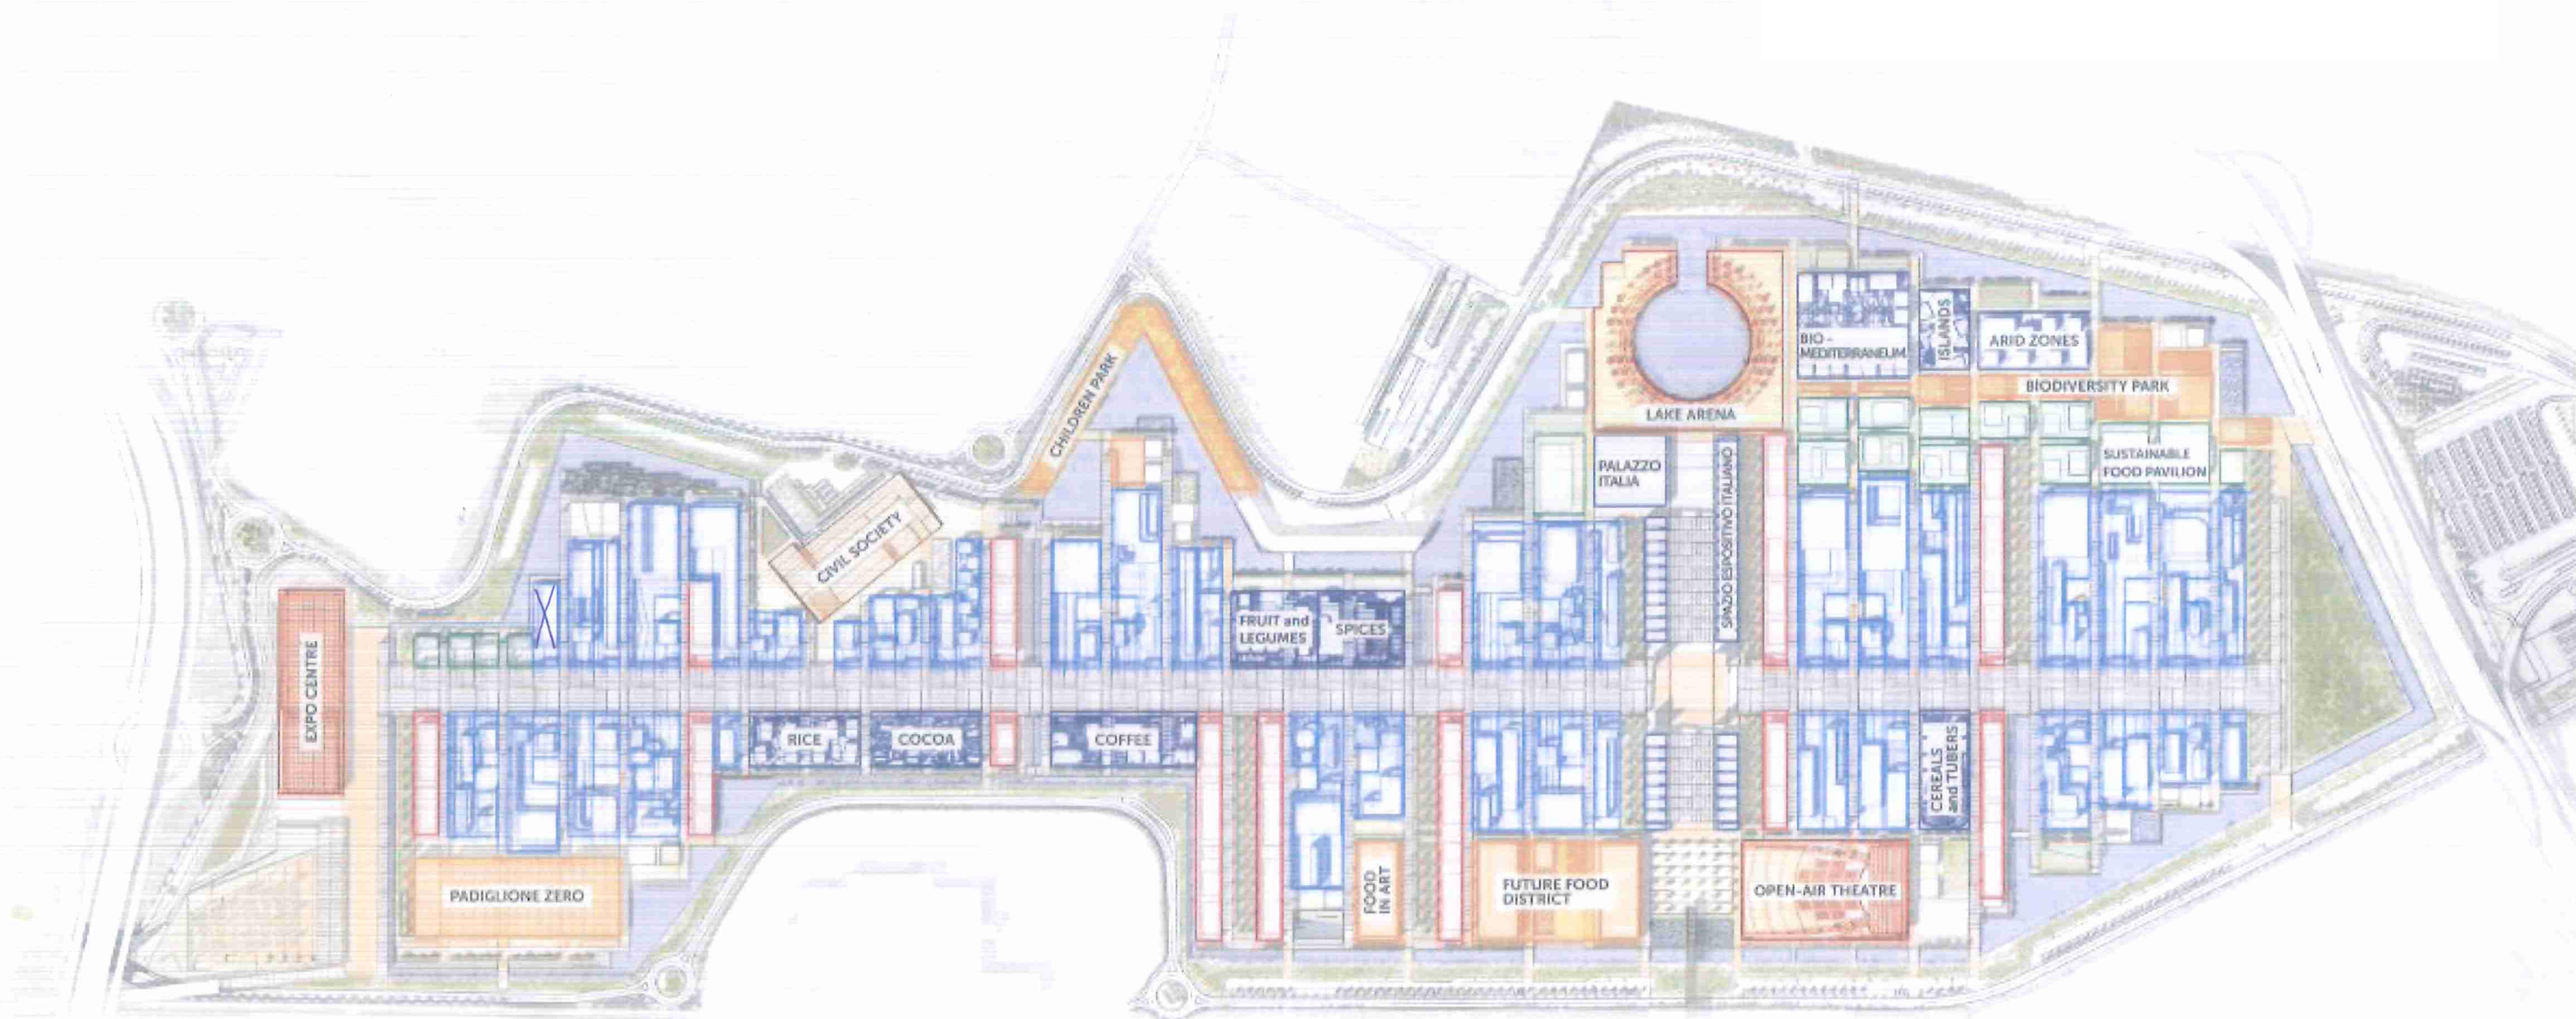 EXPO CENTRE
PADIGLIONE ZERO
RICE
COCOA
COFFEE
CIVIL SOCIETY
CHILDREN PARK
FRUIT and
LEGUMES
SPICES
FOOD
IN ART
FUTURE FOOD
DISTRICT
OPEN-AIR THEATRE
PALAZZO
ITALIA
SPAZIO ESPOSITIVO ITALIANO
LAKE ARENA
BIO -
MEDITERRANEUM
ISLANDS
ARID ZONES
BIODIVERSITY PARK
SUSTAINABLE
FOOD PAVILION
CEREALS
and TUBERS